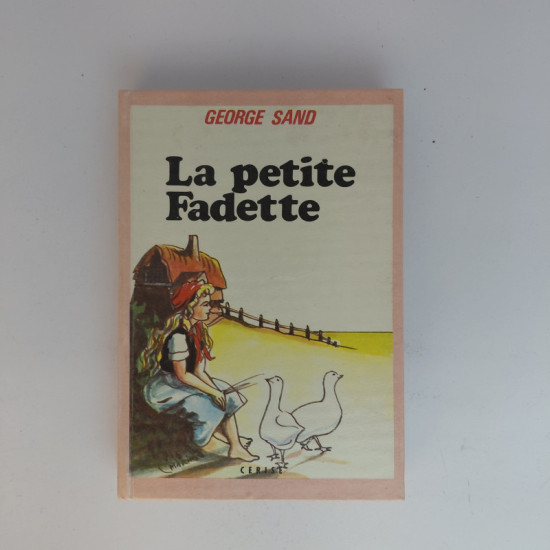 GEORGE SAND
La petite
Fadette
CERISE